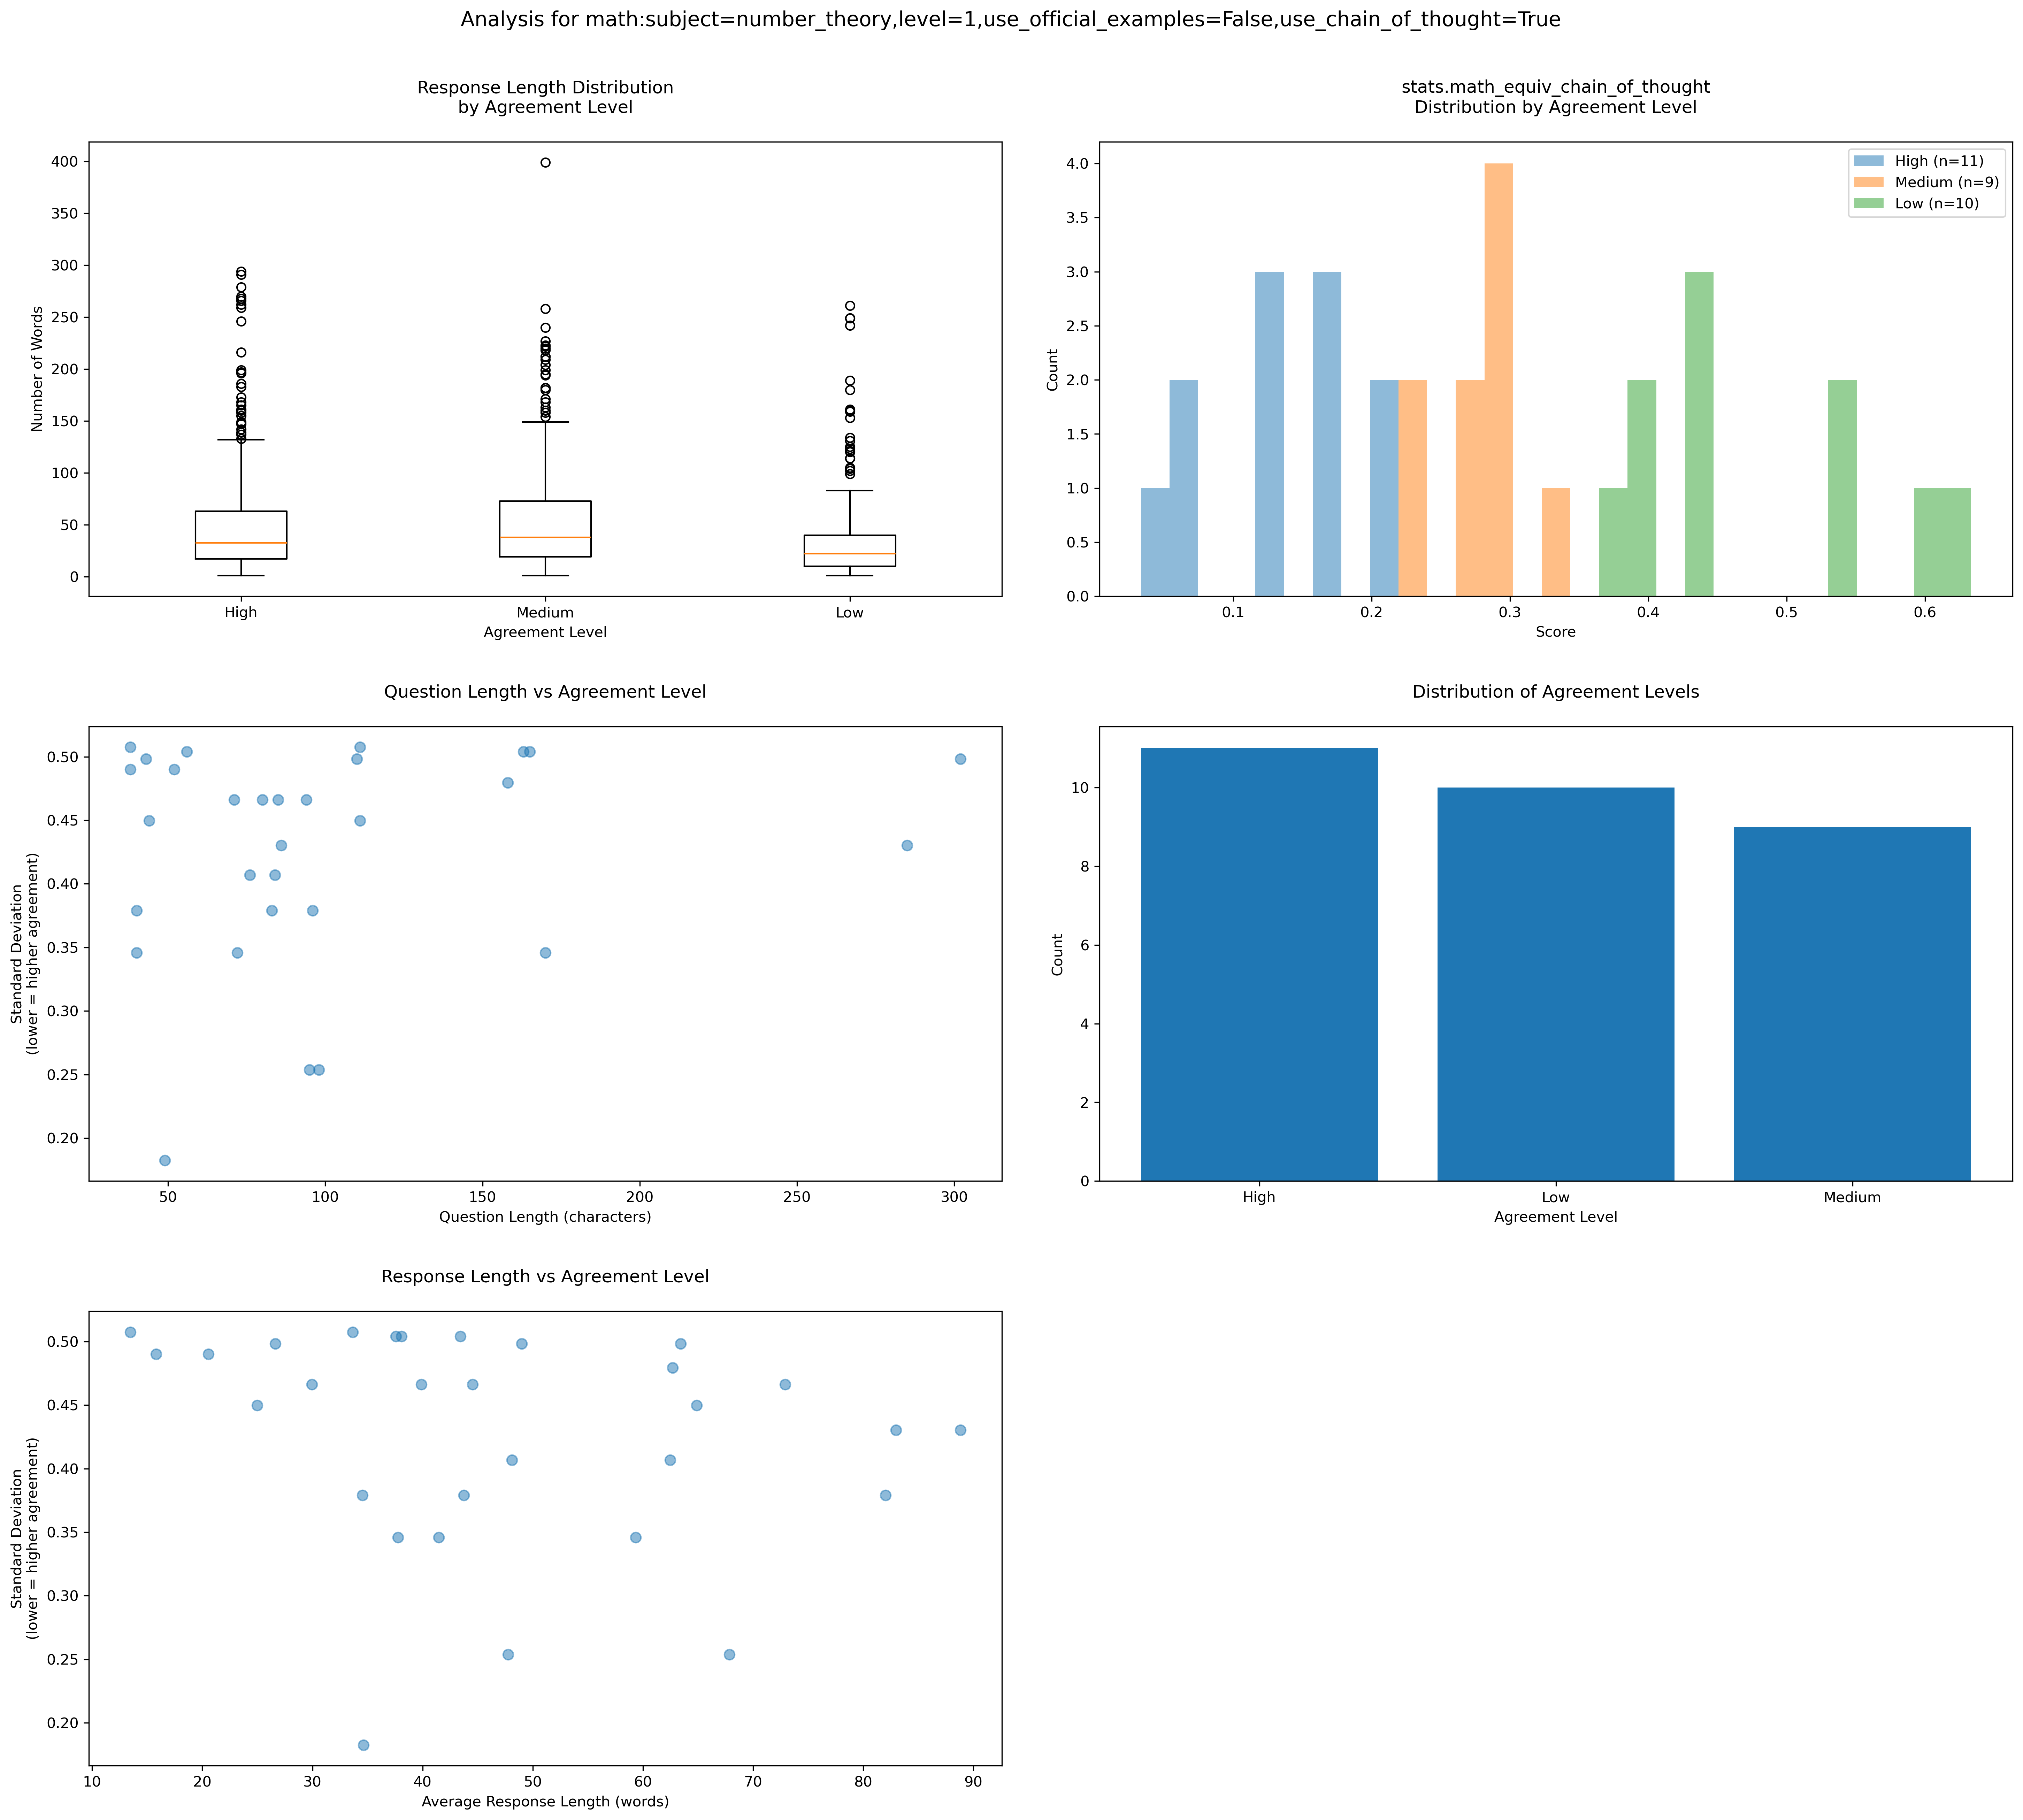 Analysis for math:subject=number_theory,level=1,use_official_examples=False,use_chain_of_thought=True
Response Length Distribution
by Agreement Level
400
350
300
250
200
150
100
50
0
Number of Words
High
Medium
Low
Agreement Level
stats.math_equiv_chain_of_thought
Distribution by Agreement Level
4.0
3.5
3.0
2.5
2.0
1.5
1.0
0.5
0.0
Count
High (n=11)
Medium (n=9)
Low (n=10)
0.1
0.2
0.3
0.4
0.5
0.6
Score
Question Length vs Agreement Level
0.50
0.45
0.40
0.35
0.30
0.25
0.20
Standard Deviation
(lower = higher agreement)
50
100
150
200
250
300
Question Length (characters)
Distribution of Agreement Levels
10
8
6
4
2
0
Count
High
Low
Medium
Agreement Level
Response Length vs Agreement Level
0.50
0.45
0.40
0.35
0.30
0.25
0.20
Standard Deviation
(lower = higher agreement)
10
20
30
40
50
60
70
80
90
Average Response Length (words)